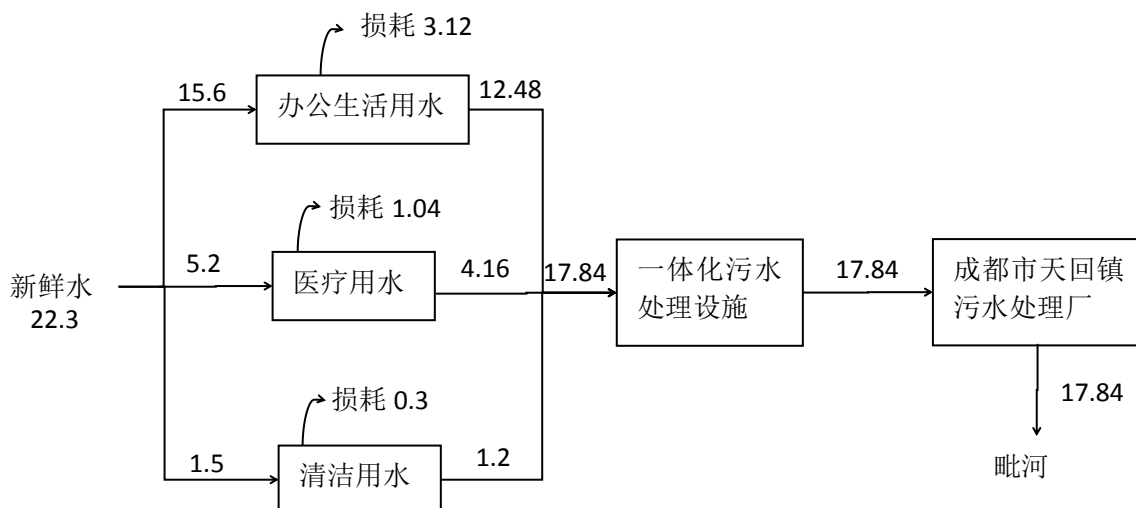 损耗 3.12
15.6
办公生活用水
12.48
损耗 1.04
新鲜水
22.3
5.2
医疗用水
4.16
17.84
一体化污水
处理设施
17.84
成都市天回镇
污水处理厂
17.84
毗河
损耗 0.3
1.5
清洁用水
1.2